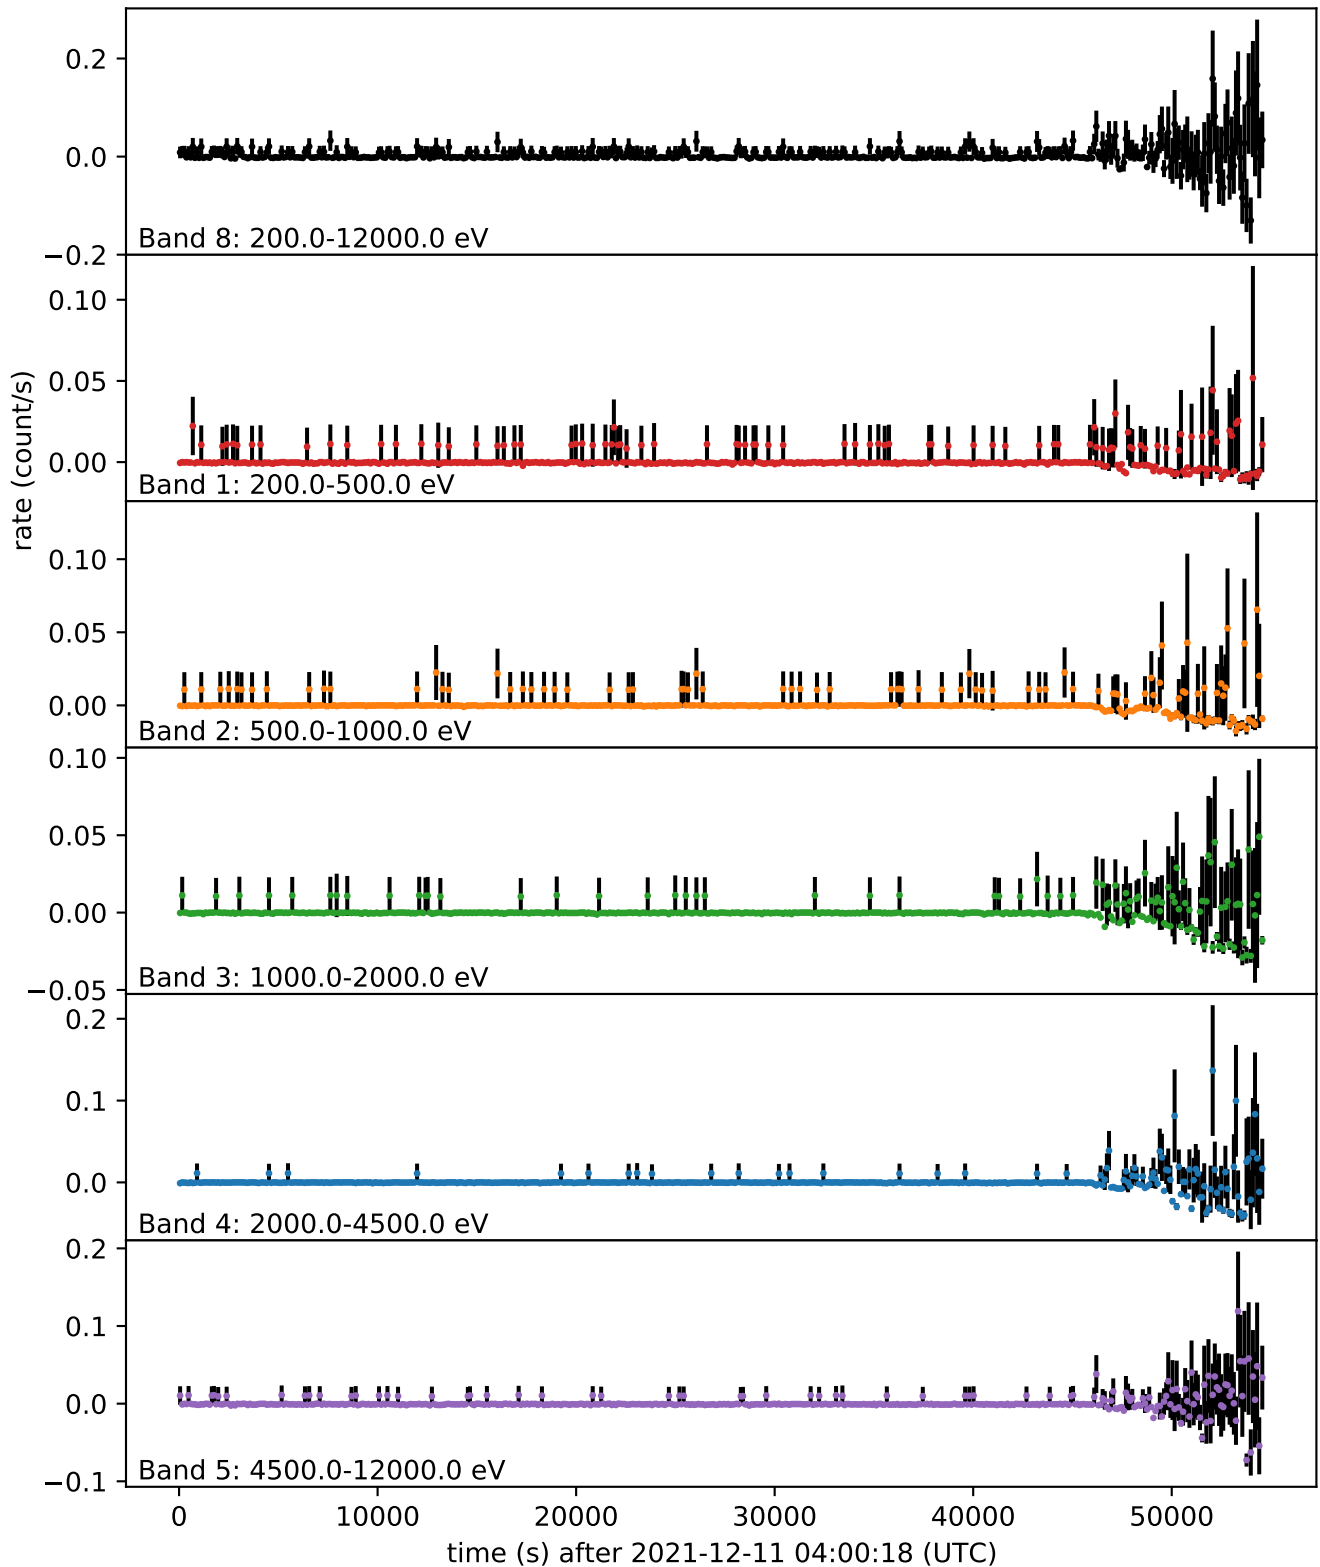 0.2
0.0
−0.2
Band 8: 200.0-12000.0 eV
0.10
0.05
0.00
Band 1: 200.0-500.0 eV
rate (count/s)
0.10
0.05
0.00
Band 2: 500.0-1000.0 eV
0.10
0.05
0.00
−0.05
Band 3: 1000.0-2000.0 eV
0.2
0.1
0.0
Band 4: 2000.0-4500.0 eV
0.2
0.1
0.0
−0.1
Band 5: 4500.0-12000.0 eV
0 10000 20000 30000 40000 50000
time (s) after 2021-12-11 04:00:18 (UTC)